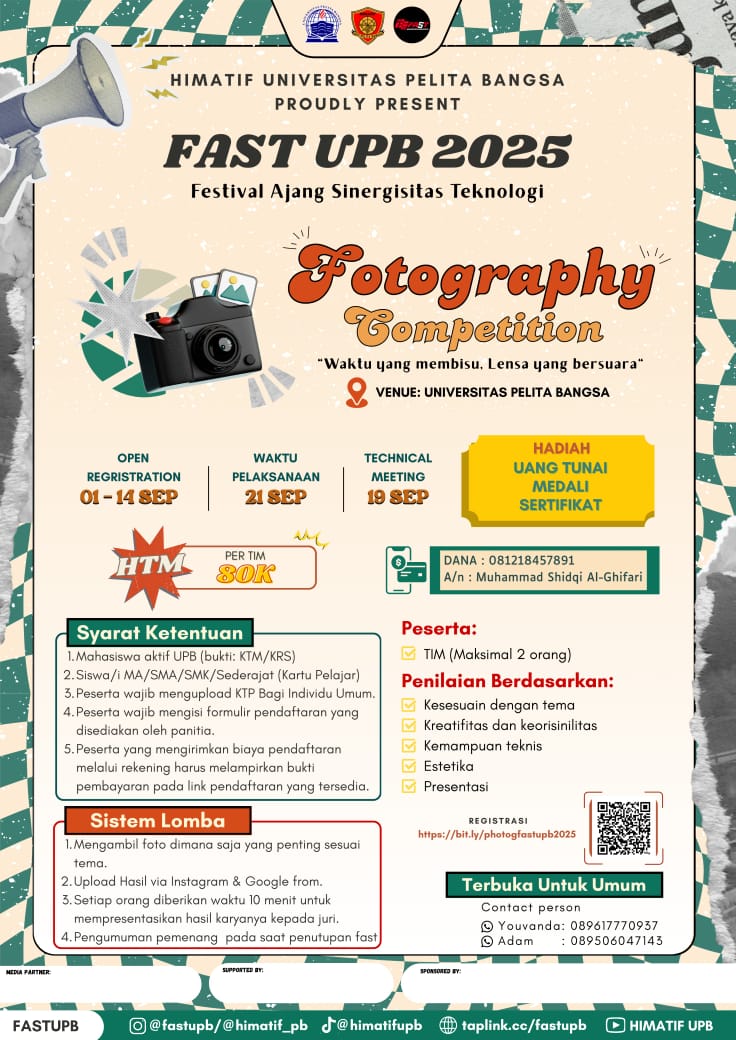 HIMATIF UNIVERSITAS PELITA BANGSA
PROUDLY PRESENT
FAST UPB 2025
Festival Ajang Sinergisitas Teknologi
Fotography
Competition
"Waktu yang membisu, Lensa yang bersuara"
VENUE: UNIVERSITAS PELITA BANGSA
OPEN
REGRISTRATION
01 - 14 SEP
WAKTU
PELAKSANAAN
21 SEP
TECHNICAL
MEETING
19 SEP
HADIAH
UANG TUNAI
MEDALI
SERTIFIKAT
HTM
PER TIM
80K
DANA : 081218457891
A/n : Muhammad Shidqi Al-Ghifari
Syarat Ketentuan
1. Mahasiswa aktif UPB (bukti: KTM/KRS)
2. Siswa/i MA/SMA/SMK/Sederajat (Kartu Pelajar)
3. Peserta wajib mengupload KTP Bagi Individu Umum.
4. Peserta wajib mengisi formulir pendaftaran yang
disediakan oleh panitia.
5. Peserta yang mengirimkan biaya pendaftaran
melalui rekening harus melampirkan bukti
pembayaran pada link pendaftaran yang tersedia.
Peserta:
TIM (Maksimal 2 orang)
Penilaian Berdasarkan:
Kesesuain dengan tema
Kreatifitas dan keorisinilitas
Kemampuan teknis
Estetika
Presentasi
Sistem Lomba
1. Mengambil foto dimana saja yang penting sesuai
tema.
2. Upload Hasil via Instagram & Google from.
3. Setiap orang diberikan waktu 10 menit untuk
mempresentasikan hasil karyanya kepada juri.
4. Pengumuman pemenang pada saat penutupan fast
REGISTRASI
https://bit.ly/photogfastupb2025
Terbuka Untuk Umum
Contact person
Youvanda: 089617770937
Adam : 089506047143
MEDIA PARTNER:
SUPPORTED BY:
SPONSORED BY:
FASTUPB
@fastupb/@himatif_pb
@himatifupb
taplink.cc/fastupb
HIMATIF UPB